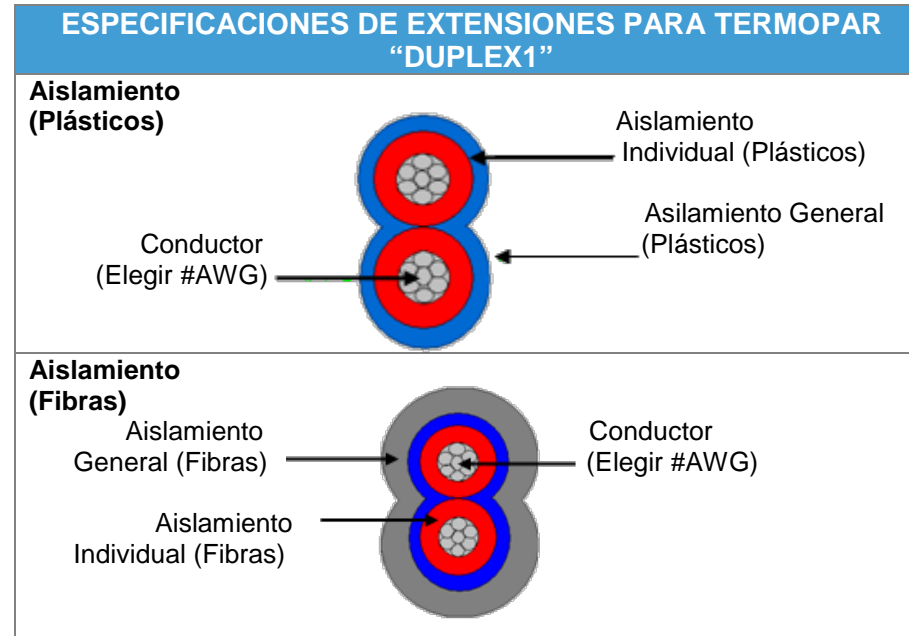 ESPECIFICACIONES DE EXTENSIONES PARA TERMOPAR
“DUPLEX1”
Aislamiento
(Plásticos)
Aislamiento
Individual (Plásticos)
Asilamiento General
(Plásticos)
Conductor
(Elegir #AWG)
Aislamiento
(Fibras)
Aislamiento
General (Fibras)
Conductor
(Elegir #AWG)
Aislamiento
Individual (Fibras)